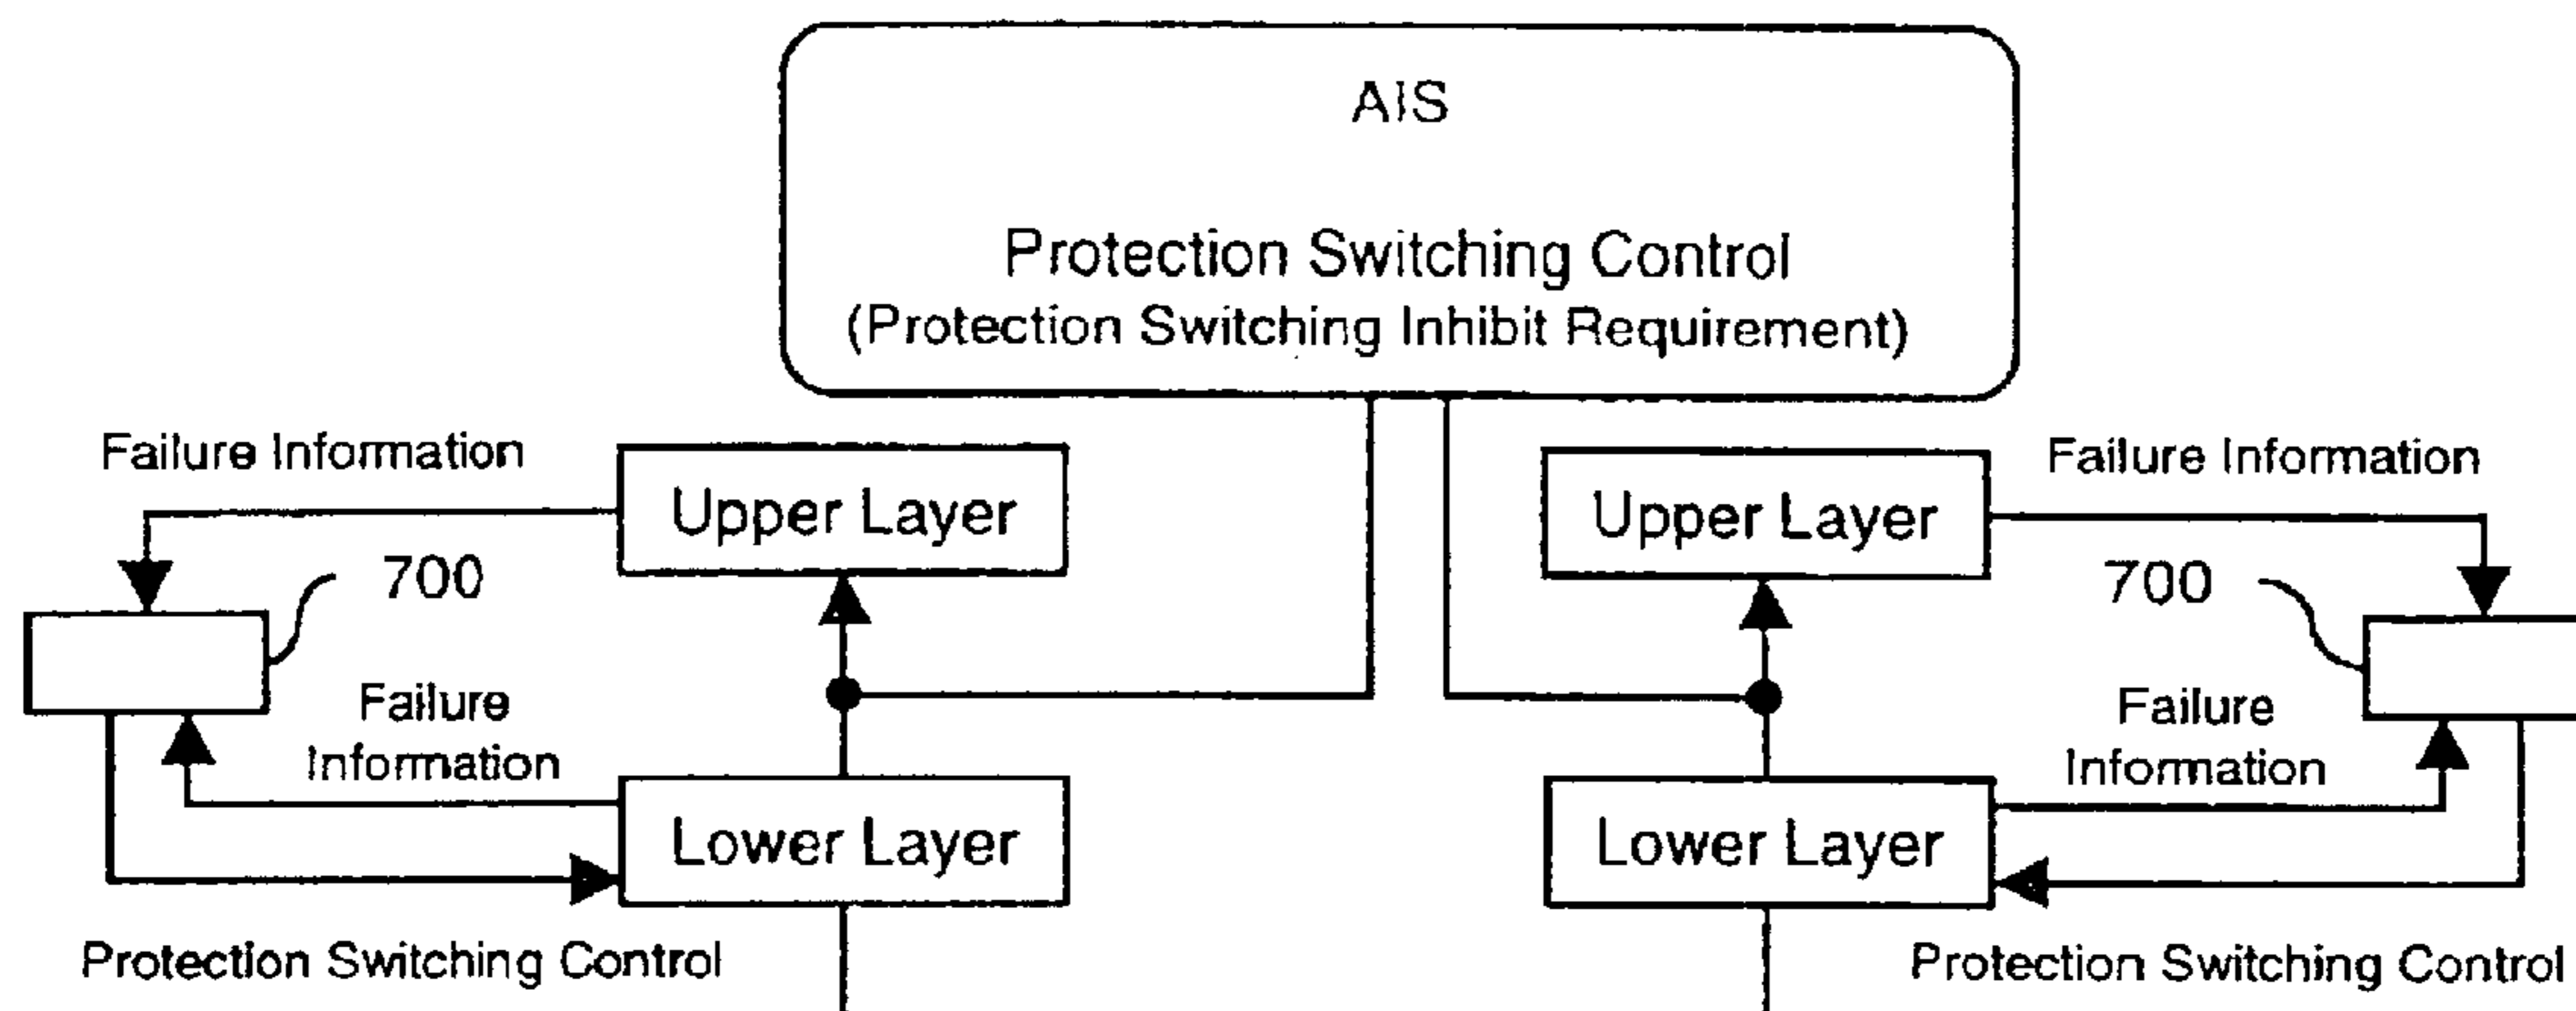 AIS
Protection Switching Control
(Protection Switching Inhibit Requirement)
Failure Information
Upper Layer
Upper Layer
Failure Information
700
700
Failure
Information
Failure
Information
Lower Layer
Lower Layer
Protection Switching Control
Protection Switching Control